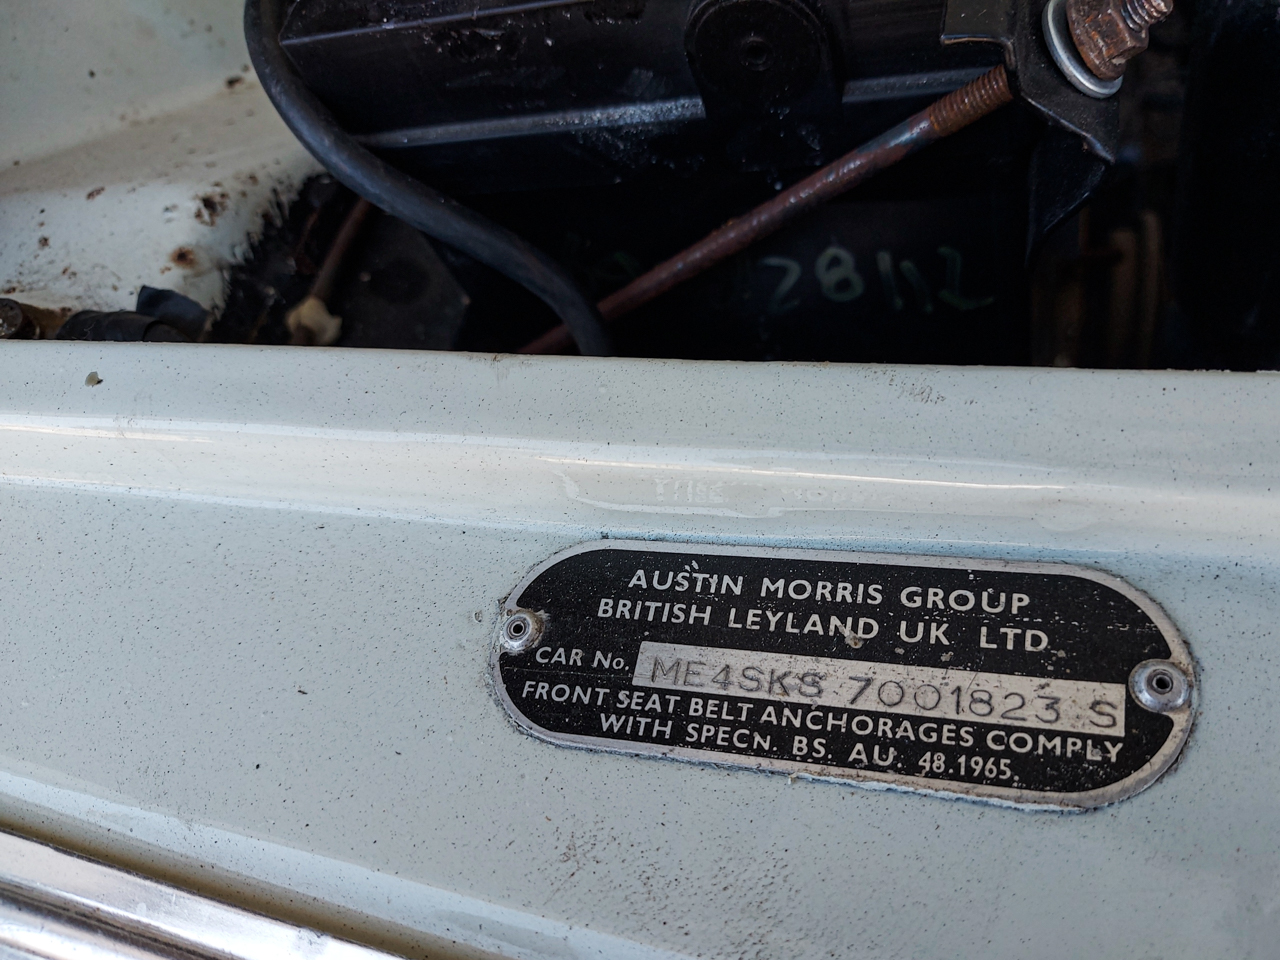 28112
AUSTIN MORRIS GROUP
BRITISH LEYLAND UK LTD
CAR No. ME4SKS 7001823 S
FRONT SEAT BELT ANCHORAGES COMPLY
WITH SPECN. BS. AU. 48.1965.